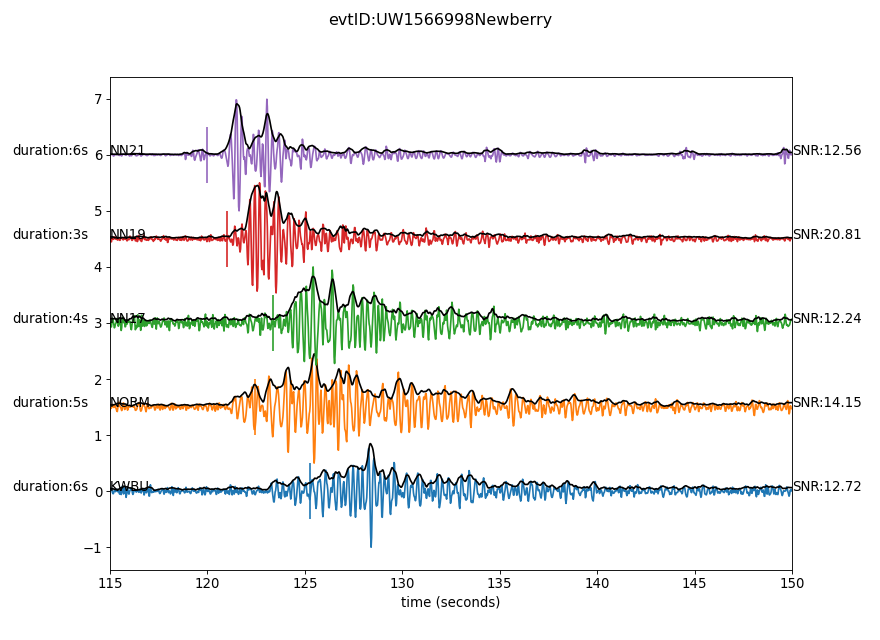 evtID:UW1566998Newberry
7
duration:6s NN21 6 SNR:12.56
5
duration:3s NN19 SNR:20.81
4
duration:4s NN17 3 SNR:12.24
2
duration:5s NORM SNR:14.15
1
duration:6s KWBU 0 SNR:12.72
−1
115 120 125 130 135 140 145 150
time (seconds)